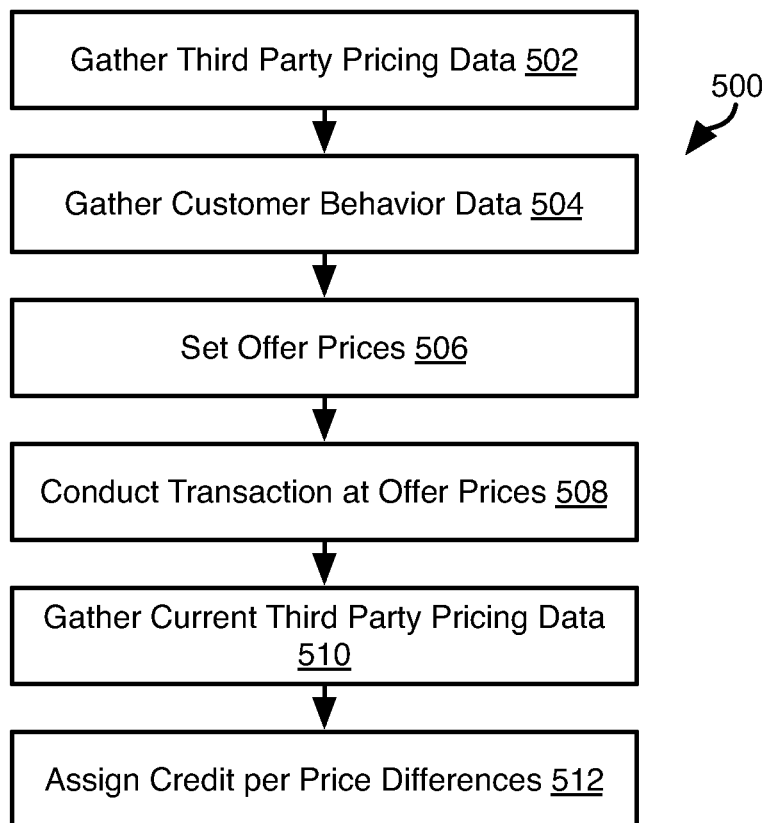 Gather Third Party Pricing Data 502
500
Gather Customer Behavior Data 504
Set Offer Prices 506
Conduct Transaction at Offer Prices 508
Gather Current Third Party Pricing Data
510
Assign Credit per Price Differences 512